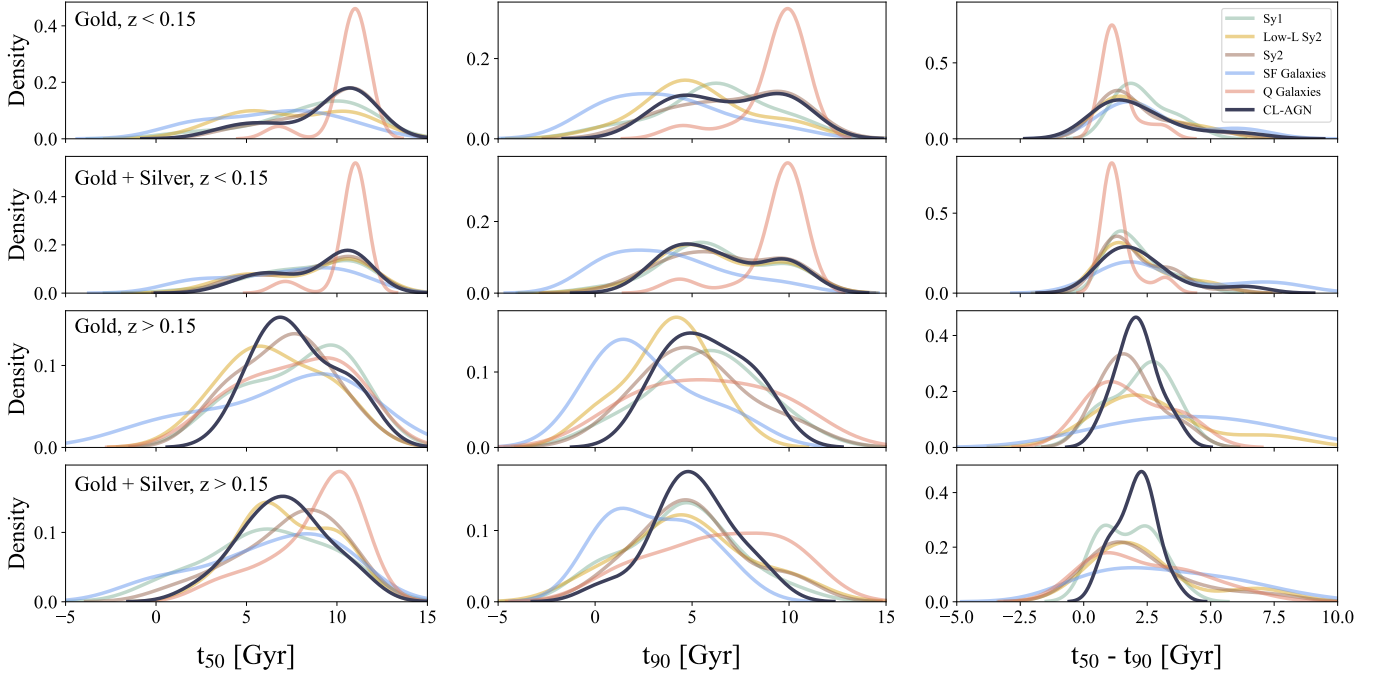 Gold, z < 0.15
Density
0.4
0.2
0.0
0.2
0.0
0.5
0.0
Sy1
Low-L Sy2
Sy2
SF Galaxies
Q Galaxies
CL-AGN
Gold + Silver, z < 0.15
Density
0.4
0.2
0.0
0.2
0.0
0.5
0.0
Gold, z > 0.15
Density
0.1
0.0
0.1
0.0
0.4
0.2
0.0
Gold + Silver, z > 0.15
Density
0.1
0.0
0.1
0.0
0.4
0.2
0.0
−5 0 5 10 15
−5 0 5 10 15
−5.0 −2.5 0.0 2.5 5.0 7.5 10.0
t₅₀ [Gyr]
t₉₀ [Gyr]
t₅₀ - t₉₀ [Gyr]